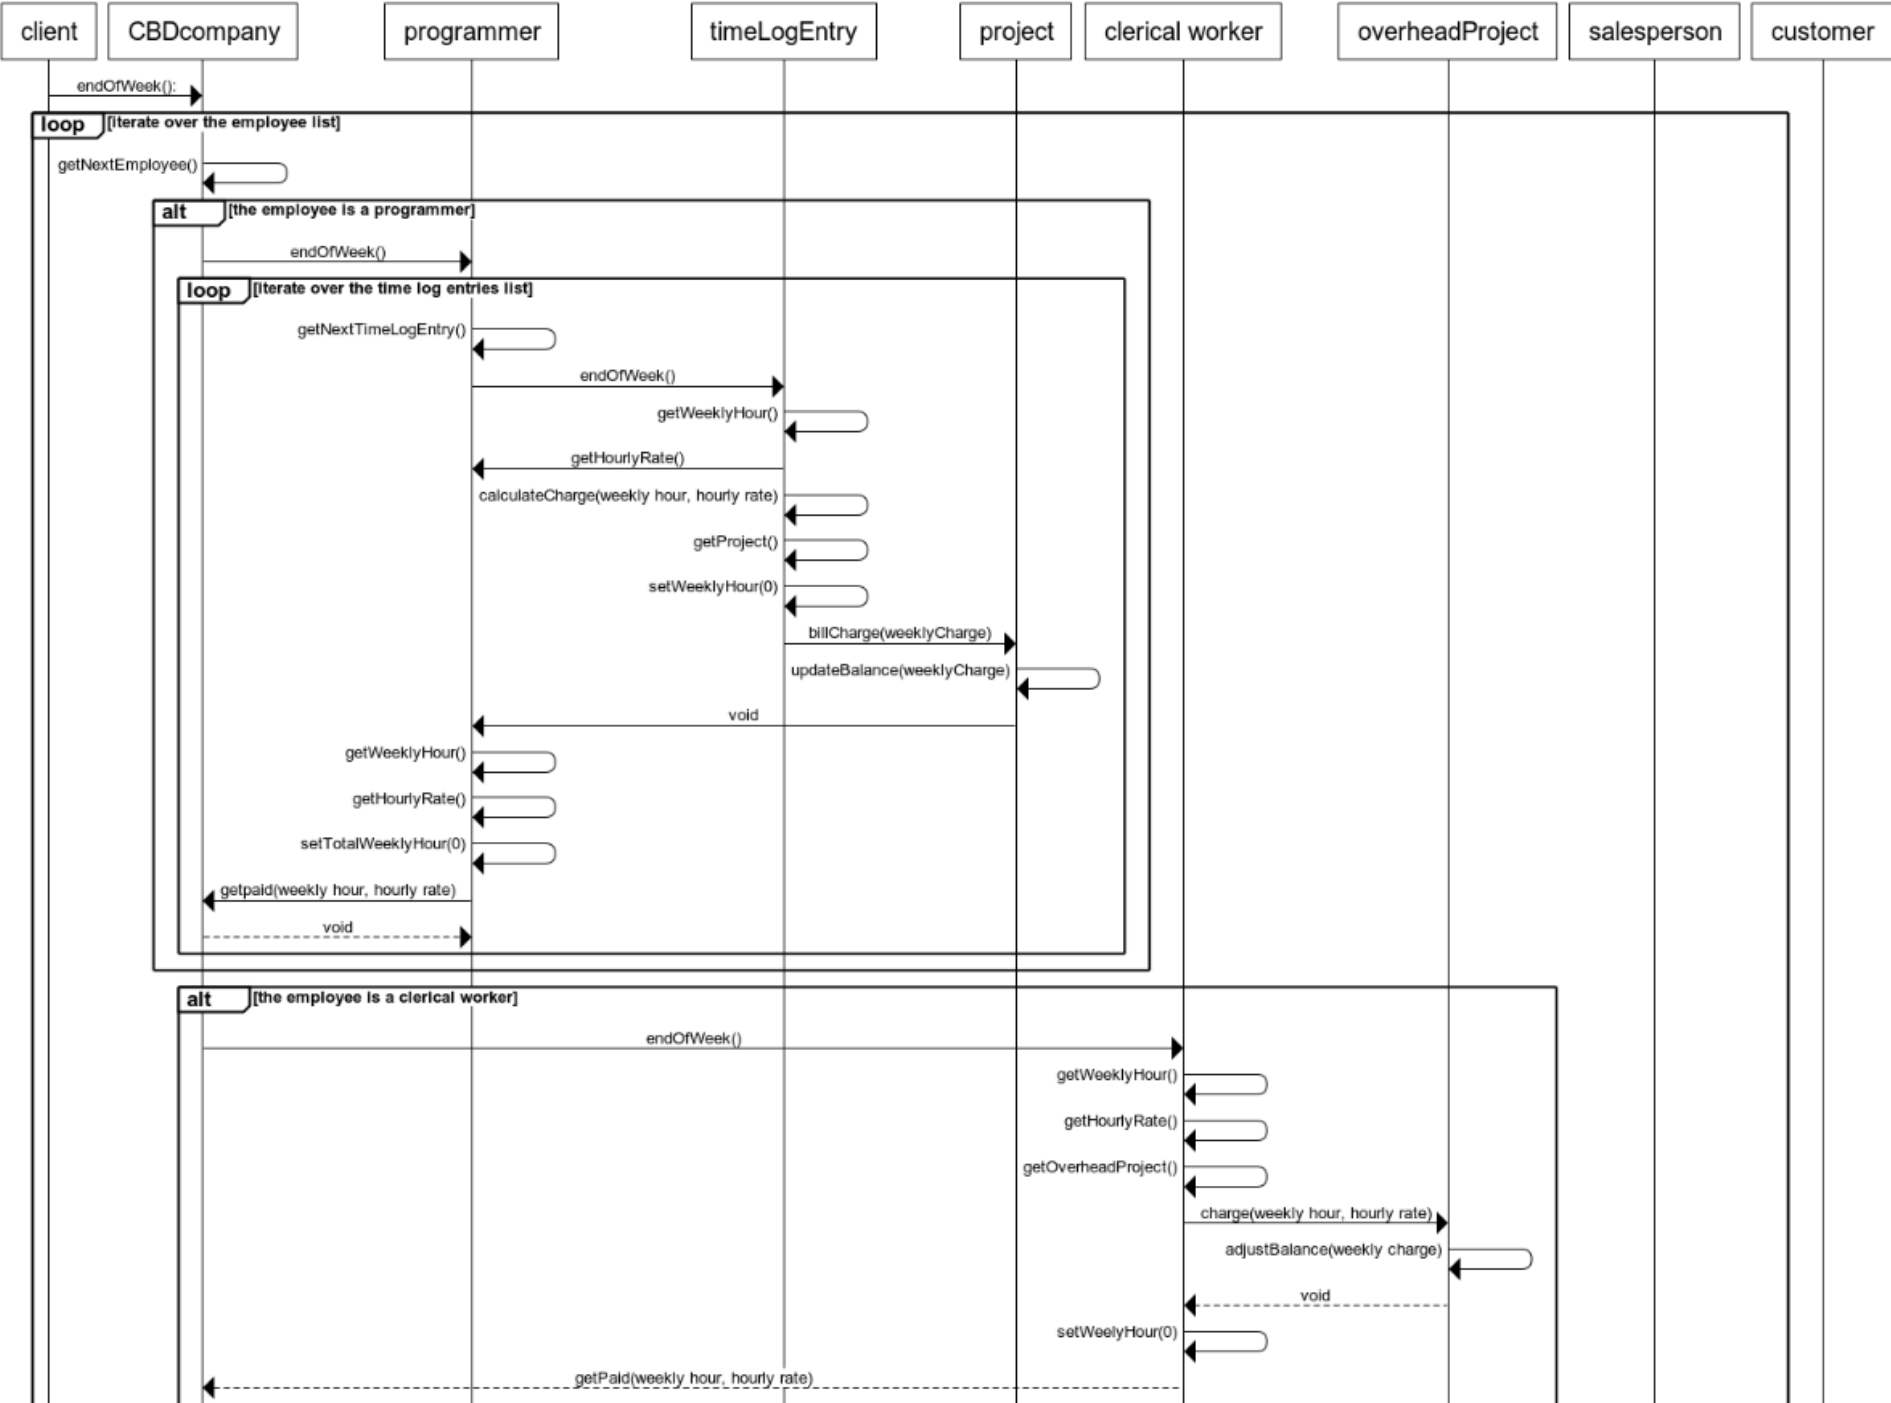 client
CBDcompany
programmer
timeLogEntry
project
clerical worker
overheadProject
salesperson
customer
endOfWeek():
loop [iterate over the employee list]
getNextEmployee()
alt [the employee is a programmer]
endOfWeek()
loop [iterate over the time log entries list]
getNextTimeLogEntry()
endOfWeek()
getWeeklyHour()
getHourlyRate()
calculateCharge(weekly hour, hourly rate)
getProject()
setWeeklyHour(0)
billCharge(weeklyCharge)
updateBalance(weeklyCharge)
void
getWeeklyHour()
getHourlyRate()
setTotalWeeklyHour(0)
getpaid(weekly hour, hourly rate)
void
alt [the employee is a clerical worker]
endOfWeek()
getWeeklyHour()
getHourlyRate()
getOverheadProject()
charge(weekly hour, hourly rate)
adjustBalance(weekly charge)
void
setWeelyHour(0)
getPaid(weekly hour, hourly rate)